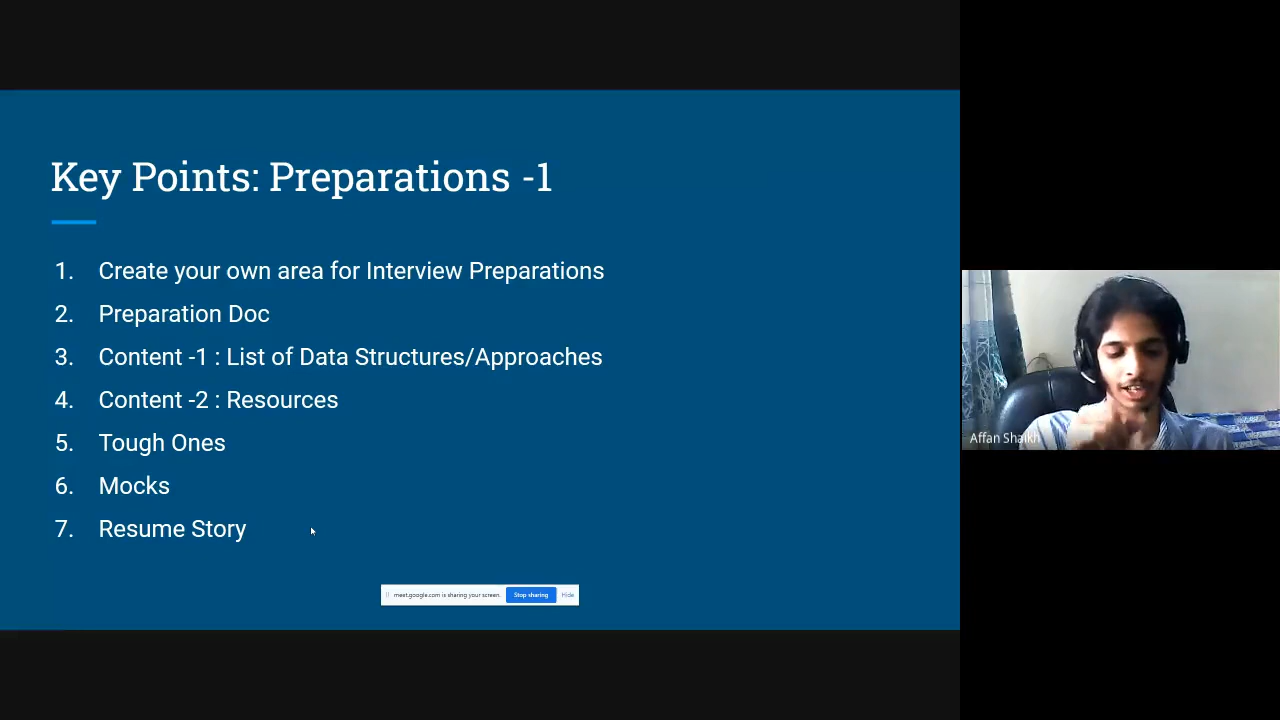 Key Points: Preparations -1
1. Create your own area for Interview Preparations
2. Preparation Doc
3. Content -1 : List of Data Structures/Approaches
4. Content -2 : Resources
5. Tough Ones
6. Mocks
7. Resume Story
meet.google.com is sharing your screen. Stop sharing Hide
Affan Shaikh